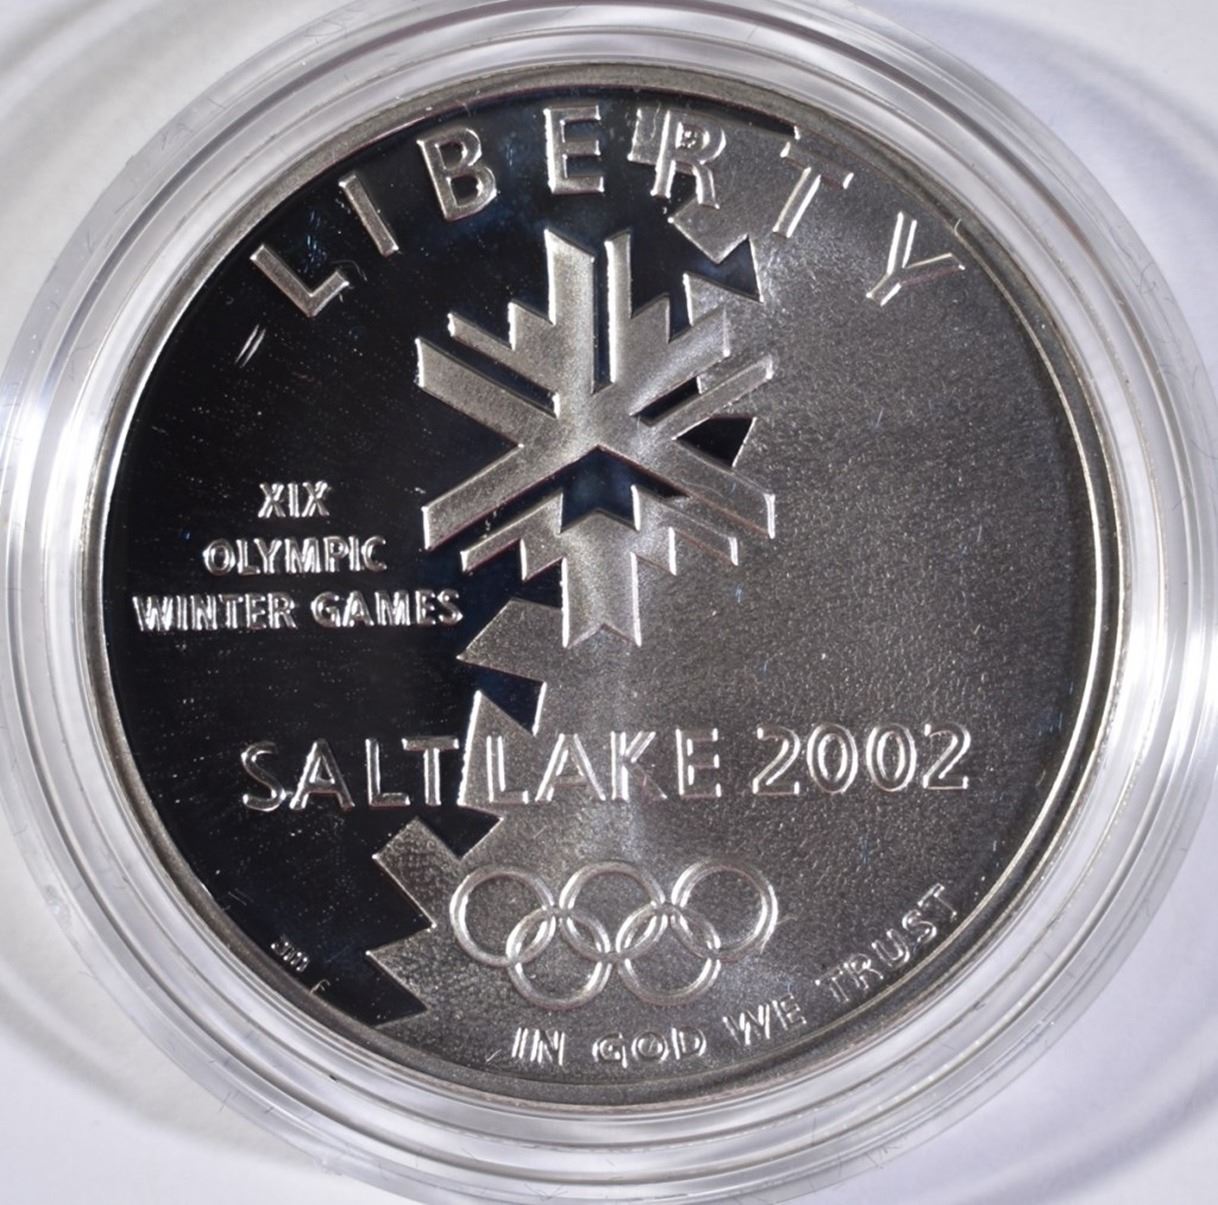 LIBERTY
XIX
OLYMPIC
WINTER GAMES
SALT LAKE 2002
IN GOD WE TRUST